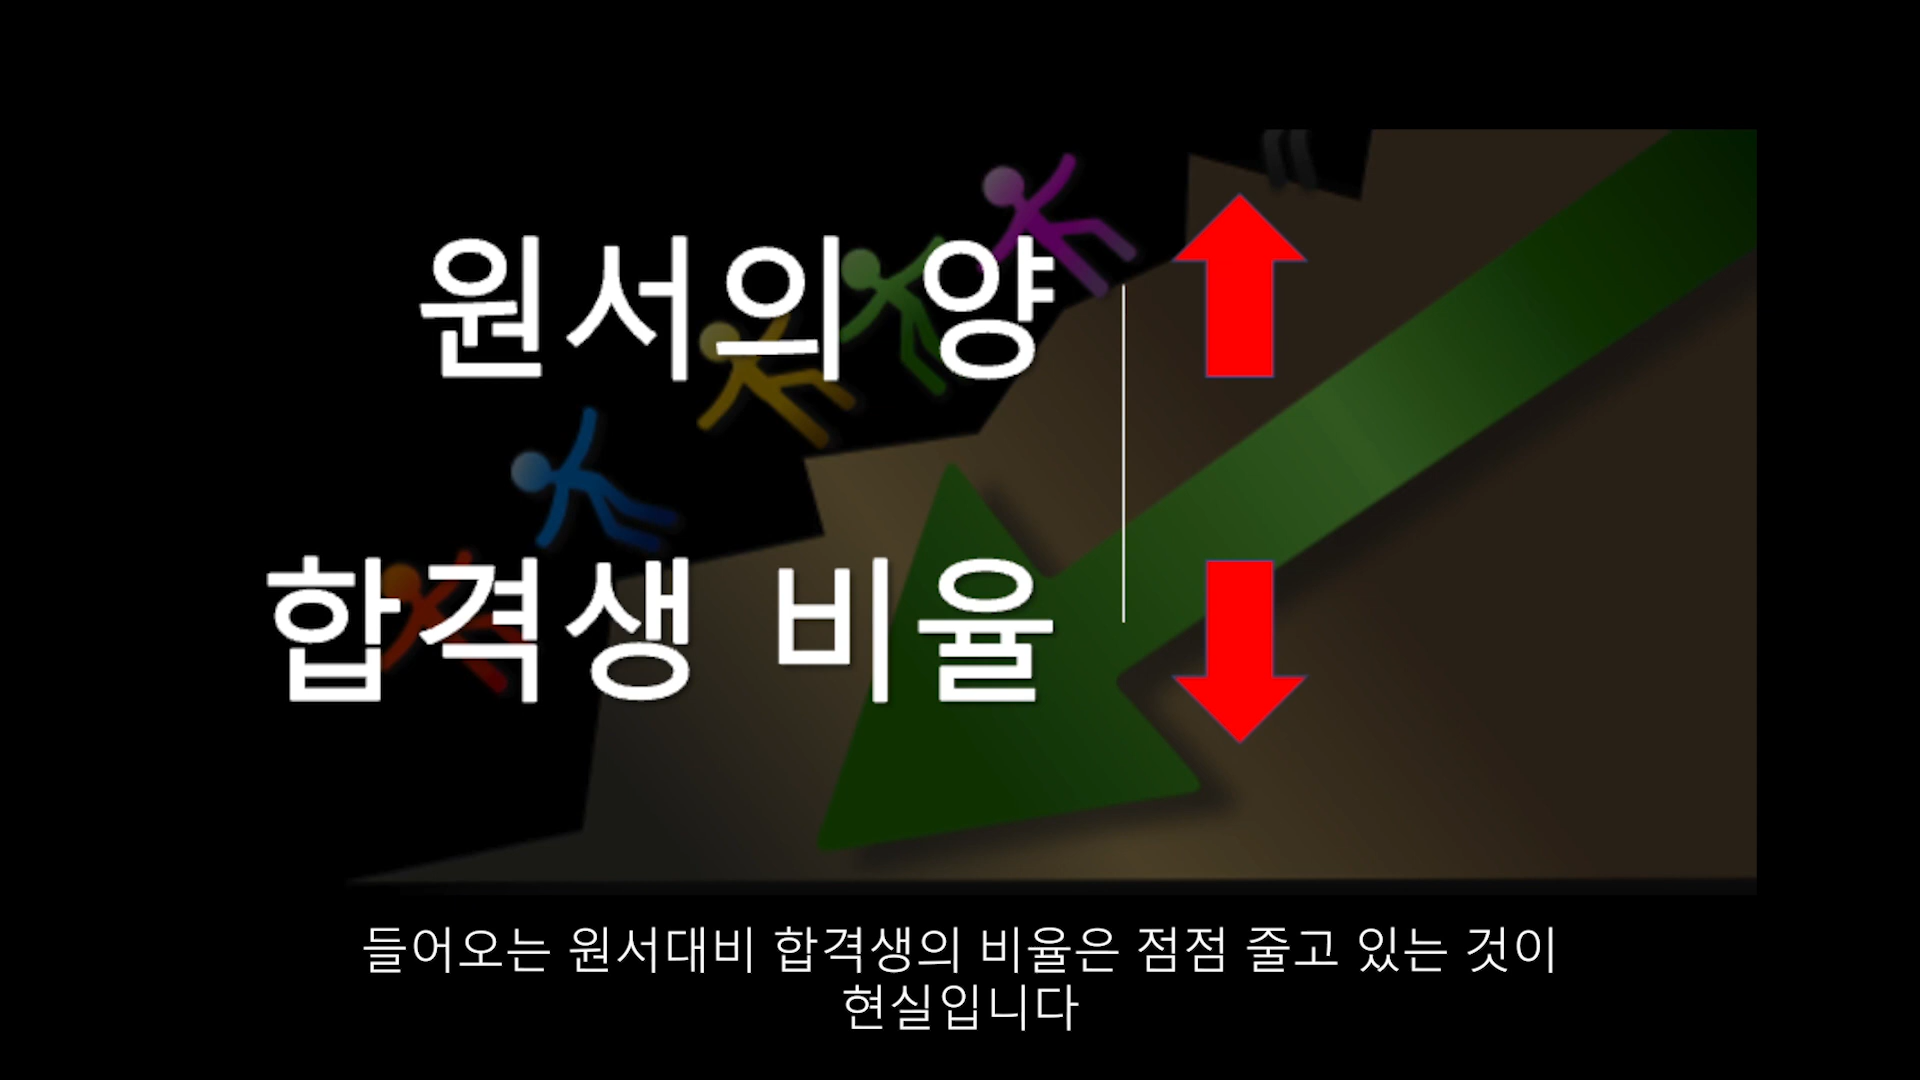 원서의 양
합격생 비율
들어오는 원서대비 합격생의 비율은 점점 줄고 있는 것이
현실입니다